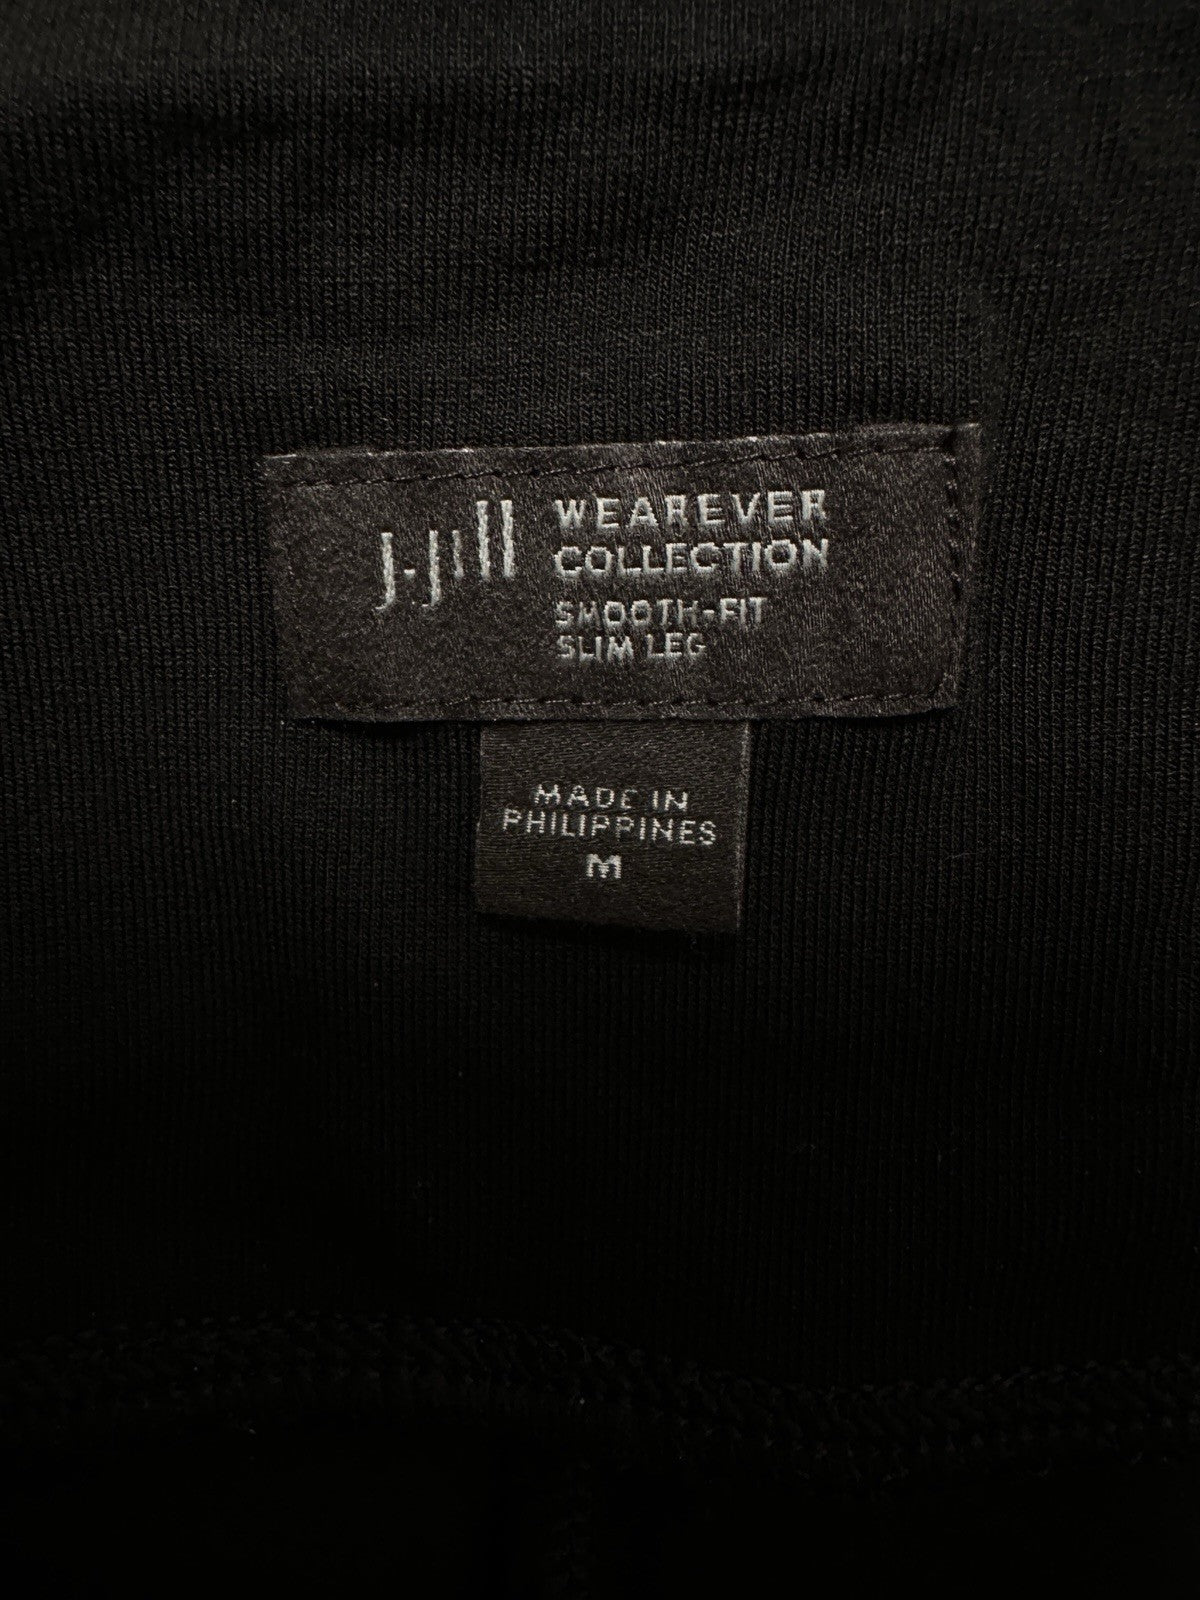 J.Jill
WEAREVER
COLLECTION
SMOOTH-FIT
SLIM LEG
MADE IN
PHILIPPINES
M